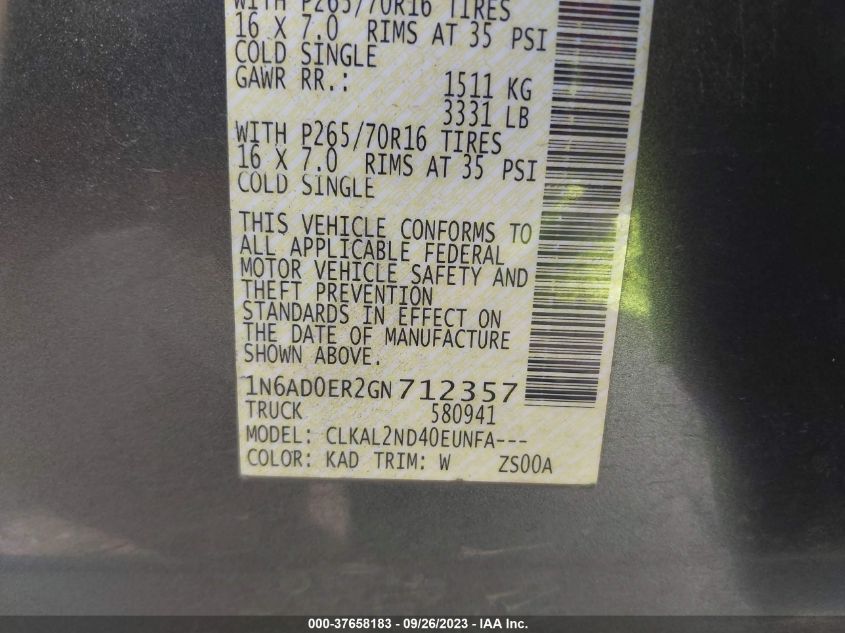 WITH P265/70R16 TIRES
16 X 7.0 RIMS AT 35 PSI
COLD SINGLE
GAWR RR.: 1511 KG
3331 LB
WITH P265/70R16 TIRES
16 X 7.0 RIMS AT 35 PSI
COLD SINGLE
THIS VEHICLE CONFORMS TO
ALL APPLICABLE FEDERAL
MOTOR VEHICLE SAFETY AND
THEFT PREVENTION
STANDARDS IN EFFECT ON
THE DATE OF MANUFACTURE
SHOWN ABOVE.
1N6AD0ER2GN712357
TRUCK 580941
MODEL: CLKAL2ND40EUNFA---
COLOR: KAD TRIM: W ZS00A
000-37658183 - 09/26/2023 - IAA Inc.